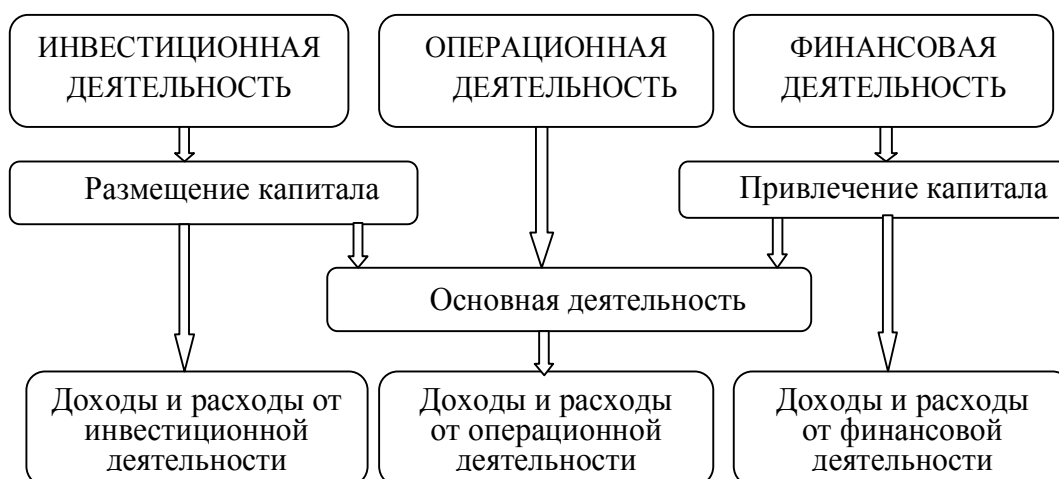 ИНВЕСТИЦИОННАЯ
ДЕЯТЕЛЬНОСТЬ
ОПЕРАЦИОННАЯ
ДЕЯТЕЛЬНОСТЬ
ФИНАНСОВАЯ
ДЕЯТЕЛЬНОСТЬ
Размещение капитала
Привлечение капитала
Основная деятельность
Доходы и расходы от
инвестиционной
деятельности
Доходы и расходы
от операционной
деятельности
Доходы и расходы
от финансовой
деятельности